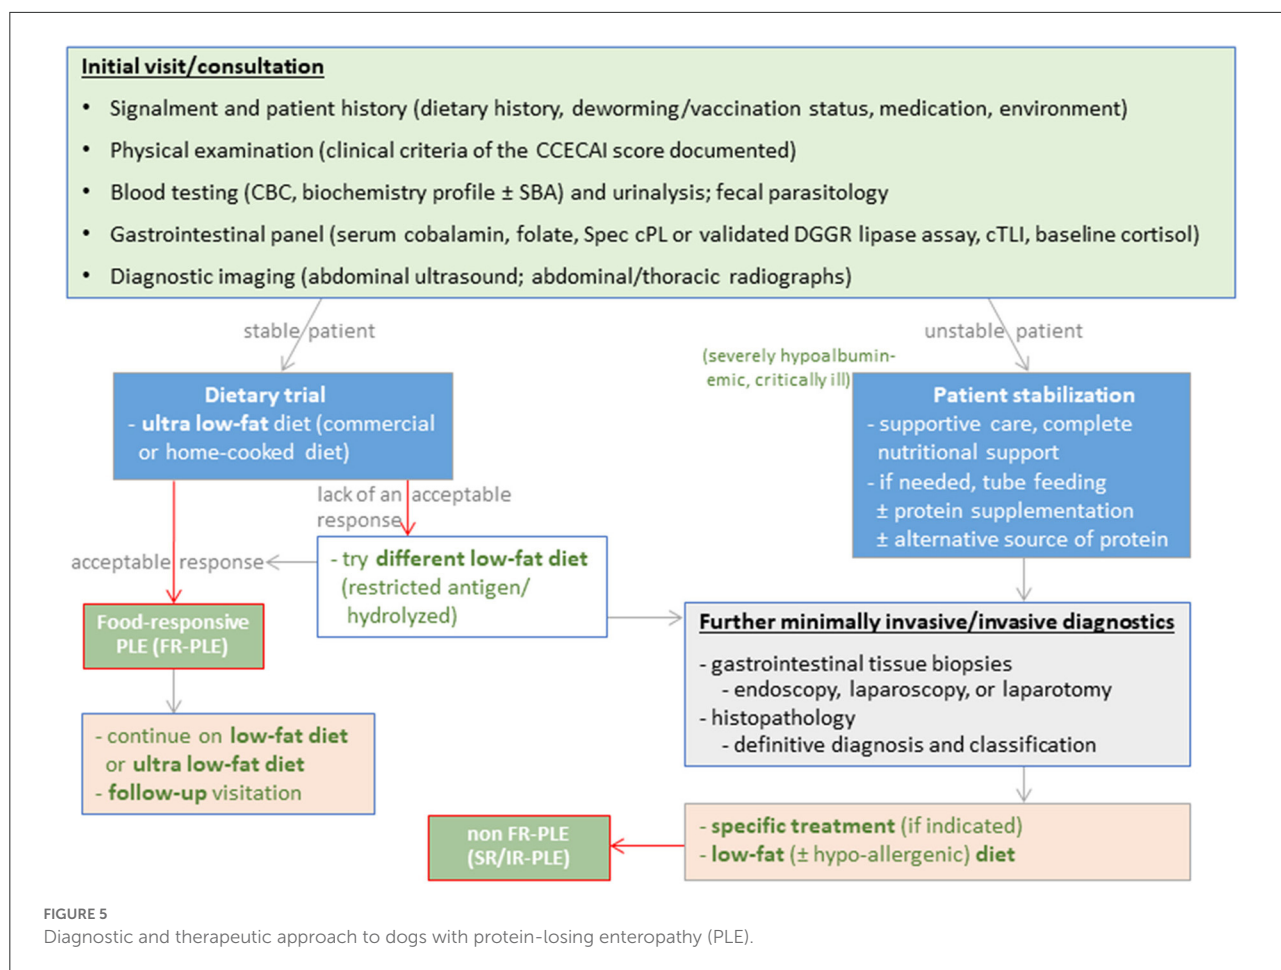 Initial visit/consultation
• Signalment and patient history (dietary history, deworming/vaccination status, medication, environment)
• Physical examination (clinical criteria of the CCECAI score documented)
• Blood testing (CBC, biochemistry profile ± SBA) and urinalysis; fecal parasitology
• Gastrointestinal panel (serum cobalamin, folate, Spec cPL or validated DGGR lipase assay, cTLI, baseline cortisol)
• Diagnostic imaging (abdominal ultrasound; abdominal/thoracic radiographs)
stable patient
unstable patient
(severely hypoalbumin-
emic, critically ill)
Dietary trial
- ultra low-fat diet (commercial
or home-cooked diet)
Patient stabilization
- supportive care, complete
nutritional support
- if needed, tube feeding
± protein supplementation
± alternative source of protein
lack of an acceptable
response
acceptable response
- try different low-fat diet
(restricted antigen/
hydrolyzed)
Food-responsive
PLE (FR-PLE)
Further minimally invasive/invasive diagnostics
- gastrointestinal tissue biopsies
- endoscopy, laparoscopy, or laparotomy
- histopathology
- definitive diagnosis and classification
- continue on low-fat diet
or ultra low-fat diet
- follow-up visitation
non FR-PLE
(SR/IR-PLE)
- specific treatment (if indicated)
- low-fat (± hypo-allergenic) diet
FIGURE 5
Diagnostic and therapeutic approach to dogs with protein-losing enteropathy (PLE).